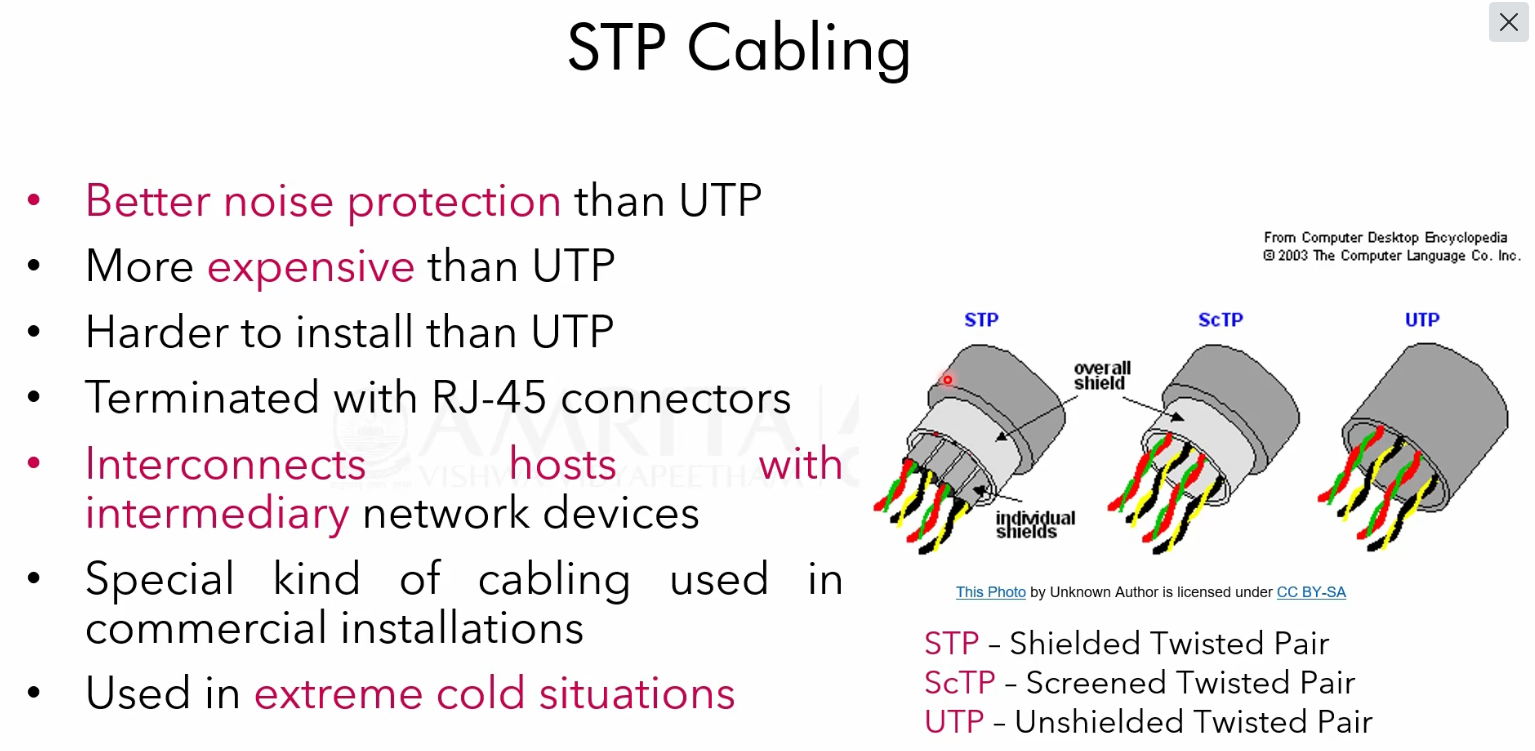 STP Cabling
• Better noise protection than UTP
• More expensive than UTP
• Harder to install than UTP
• Terminated with RJ-45 connectors
• Interconnects hosts with
intermediary network devices
• Special kind of cabling used in
commercial installations
• Used in extreme cold situations
AMRITA
VISHWA VIDYAPEETHAM
From Computer Desktop Encyclopedia
© 2003 The Computer Language Co. Inc.
STP
ScTP
UTP
overall
shield
individual
shields
This Photo by Unknown Author is licensed under CC BY-SA
STP – Shielded Twisted Pair
ScTP – Screened Twisted Pair
UTP – Unshielded Twisted Pair